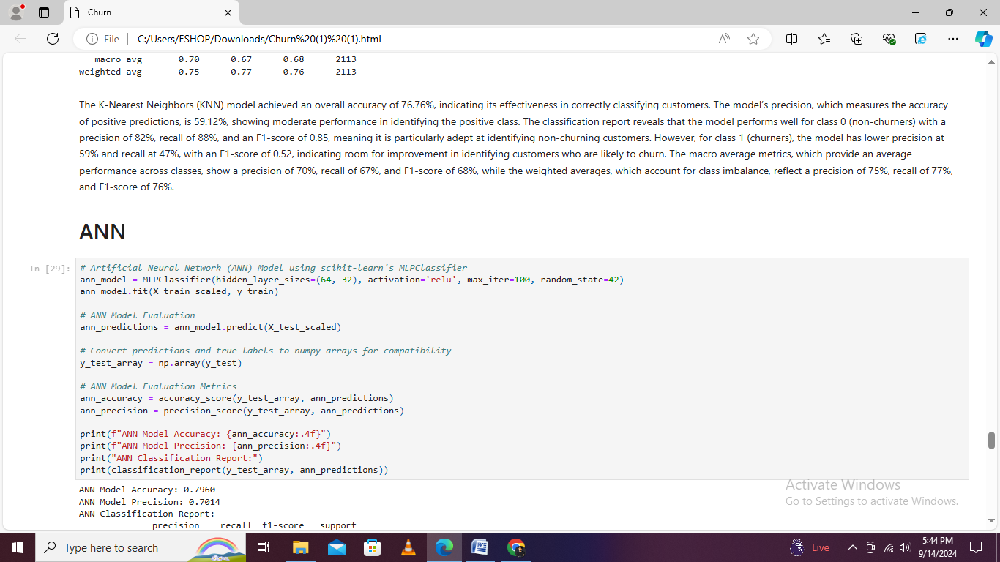 Churn
File
C:/Users/ESHOP/Downloads/Churn%20(1)%20(1).html
macro avg 0.70 0.67 0.68 2113
weighted avg 0.75 0.77 0.76 2113
The K-Nearest Neighbors (KNN) model achieved an overall accuracy of 76.76%, indicating its effectiveness in correctly classifying customers. The model's precision, which measures the accuracy
of positive predictions, is 59.12%, showing moderate performance in identifying the positive class. The classification report reveals that the model performs well for class 0 (non-churners) with a
precision of 82%, recall of 88%, and an F1-score of 0.85, meaning it is particularly adept at identifying non-churning customers. However, for class 1 (churners), the model has lower precision at
59% and recall at 47%, with an F1-score of 0.52, indicating room for improvement in identifying customers who are likely to churn. The macro average metrics, which provide an average
performance across classes, show a precision of 70%, recall of 67%, and F1-score of 68%, while the weighted averages, which account for class imbalance, reflect a precision of 75%, recall of 77%,
and F1-score of 76%.
ANN
In [29]:
# Artificial Neural Network (ANN) Model using scikit-learn's MLPClassifier
ann_model = MLPClassifier(hidden_layer_sizes=(64, 32), activation='relu', max_iter=100, random_state=42)
ann_model.fit(X_train_scaled, y_train)
# ANN Model Evaluation
ann_predictions = ann_model.predict(X_test_scaled)
# Convert predictions and true labels to numpy arrays for compatibility
y_test_array = np.array(y_test)
# ANN Model Evaluation Metrics
ann_accuracy = accuracy_score(y_test_array, ann_predictions)
ann_precision = precision_score(y_test_array, ann_predictions)
print(f"ANN Model Accuracy: {ann_accuracy:.4f}")
print(f"ANN Model Precision: {ann_precision:.4f}")
print("ANN Classification Report:")
print(classification_report(y_test_array, ann_predictions))
ANN Model Accuracy: 0.7960
ANN Model Precision: 0.7014
ANN Classification Report:
precision recall f1-score support
Activate Windows
Go to Settings to activate Windows.
Type here to search
Live
5:44 PM
9/14/2024